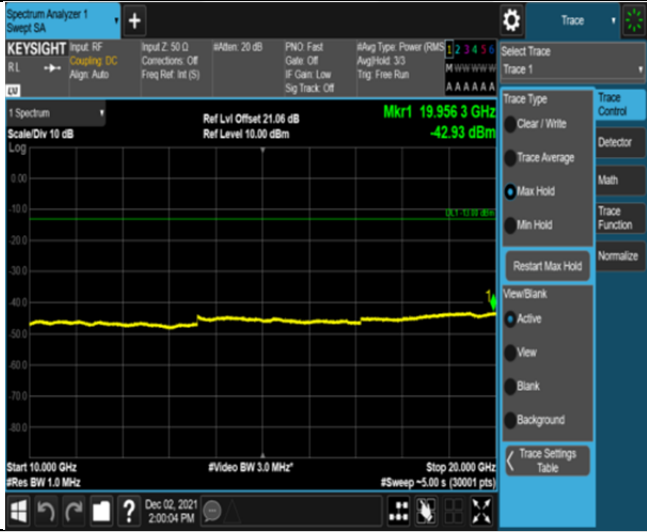 Spectrum Analyzer 1
Swept SA
+
Trace
KEYSIGHT Input: RF Input Z: 50 Ω #Atten: 20 dB PNO: Fast #Avg Type: Power (RMS 1 2 3 4 5 6
RL Coupling: DC Corrections: Off Gate: Off Avg|Hold: 3/3 M W W W W W
Align: Auto Freq Ref: Int (S) IF Gain: Low Trig: Free Run
Sig Track: Off A A A A A A
Select Trace
Trace 1
1 Spectrum
Scale/Div 10 dB
Ref Lvl Offset 21.06 dB
Ref Level 10.00 dBm
Mkr1 19.956 3 GHz
-42.93 dBm
Log
0.00
-10.0
DL1 -13.00 dBm
-20.0
-30.0
-40.0
1
-50.0
-60.0
-70.0
-80.0
Start 10.000 GHz #Video BW 3.0 MHz* Stop 20.000 GHz
#Res BW 1.0 MHz #Sweep ~5.00 s (30001 pts)
Trace Type
Clear / Write
Trace Average
Max Hold
Min Hold
Restart Max Hold
View/Blank
Active
View
Blank
Background
Trace Settings
Table
Trace
Control
Detector
Math
Trace
Function
Normalize
? Dec 02, 2021
2:00:04 PM